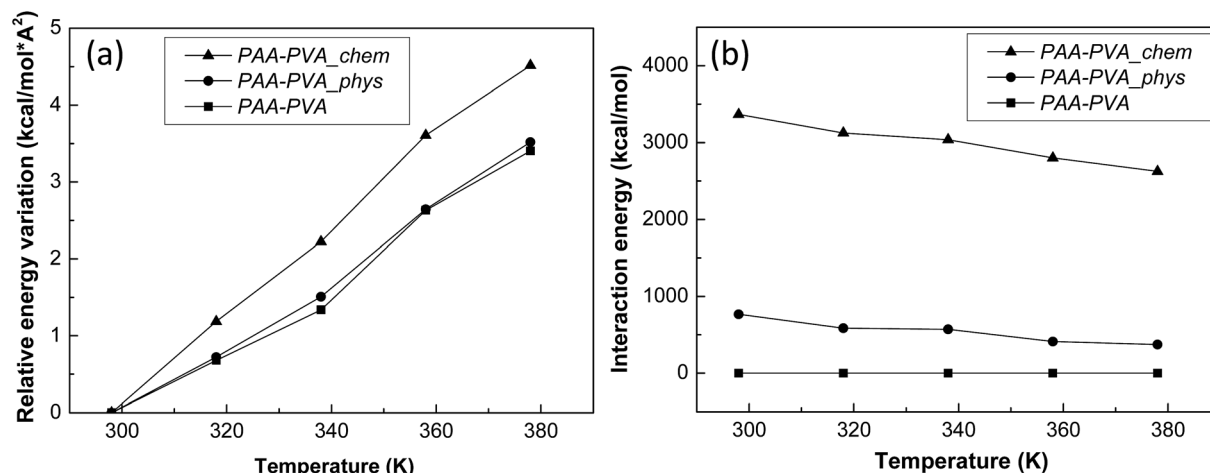 (a)
PAA-PVA_chem
PAA-PVA_phys
PAA-PVA
Relative energy variation (kcal/mol*A²)
5
4
3
2
1
0
300 320 340 360 380
Temperature (K)
(b)
PAA-PVA_chem
PAA-PVA_phys
PAA-PVA
Interaction energy (kcal/mol)
4000
3000
2000
1000
0
300 320 340 360 380
Temperature (K)